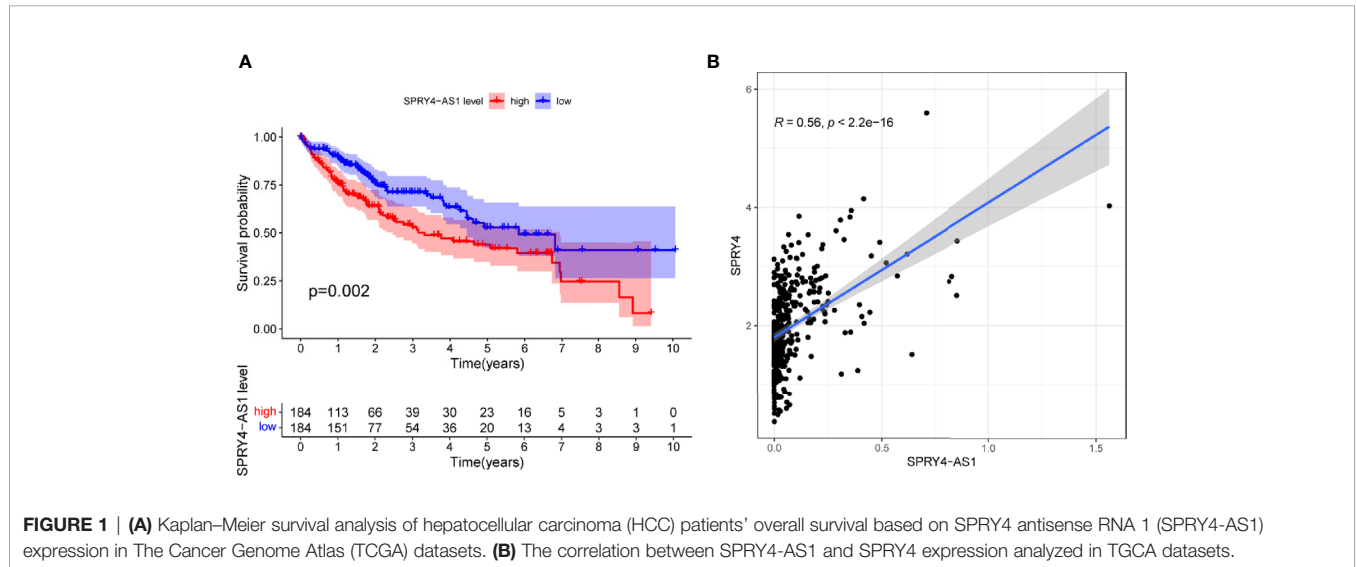 A
SPRY4−AS1 level high low
Survival probability
1.00
0.75
0.50
0.25
0.00
p=0.002
0 1 2 3 4 5 6 7 8 9 10
Time(years)
SPRY4−AS1 level
high 184 113 66 39 30 23 16 5 3 1 0
low 184 151 77 54 36 20 13 4 3 3 1
0 1 2 3 4 5 6 7 8 9 10
Time(years)
B
SPRY4
6
4
2
R = 0.56, p < 2.2e−16
0.0 0.5 1.0 1.5
SPRY4−AS1
FIGURE 1 | (A) Kaplan–Meier survival analysis of hepatocellular carcinoma (HCC) patients’ overall survival based on SPRY4 antisense RNA 1 (SPRY4-AS1)
expression in The Cancer Genome Atlas (TCGA) datasets. (B) The correlation between SPRY4-AS1 and SPRY4 expression analyzed in TGCA datasets.